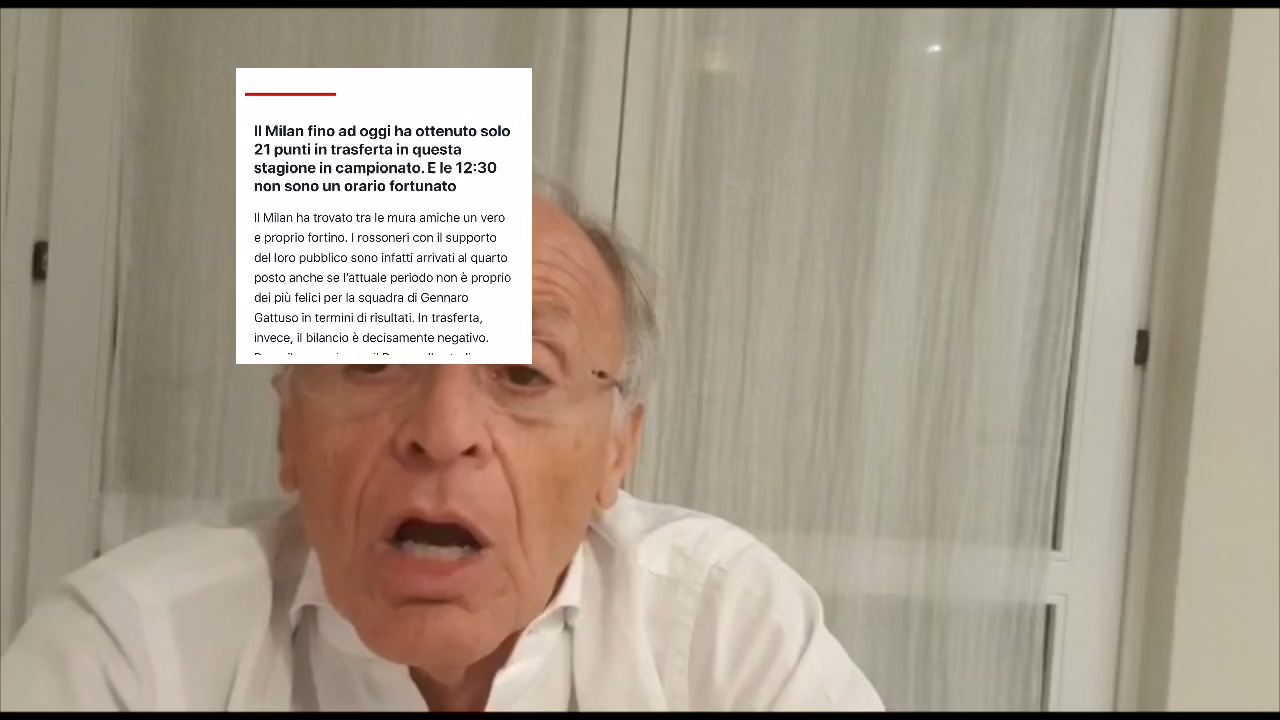 Il Milan fino ad oggi ha ottenuto solo
21 punti in trasferta in questa
stagione in campionato. E le 12:30
non sono un orario fortunato
Il Milan ha trovato tra le mura amiche un vero
e proprio fortino. I rossoneri con il supporto
del loro pubblico sono infatti arrivati al quarto
posto anche se l'attuale periodo non è proprio
dei più felici per la squadra di Gennaro
Gattuso in termini di risultati. In trasferta,
invece, il bilancio è decisamente negativo.